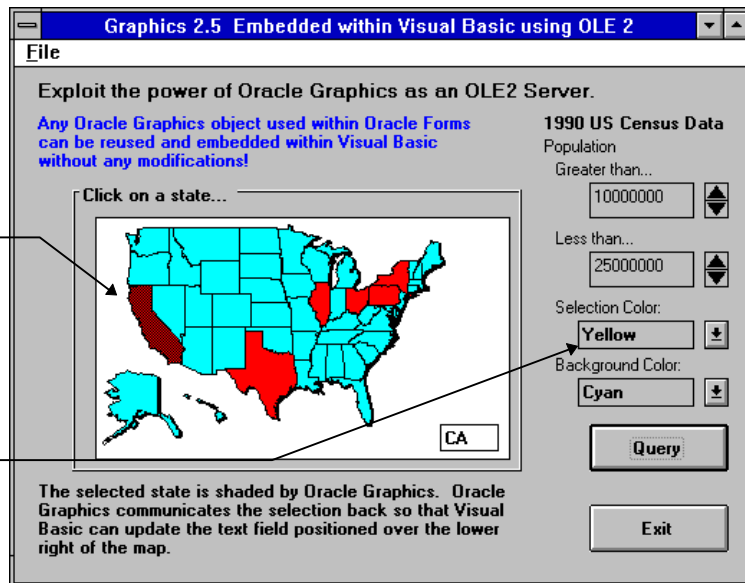 Graphics 2.5 Embedded within Visual Basic using OLE 2
File
Exploit the power of Oracle Graphics as an OLE2 Server.
Any Oracle Graphics object used within Oracle Forms
can be reused and embedded within Visual Basic
without any modifications!
Click on a state...
CA
The selected state is shaded by Oracle Graphics. Oracle
Graphics communicates the selection back so that Visual
Basic can update the text field positioned over the lower
right of the map.
1990 US Census Data
Population
Greater than...
10000000
Less than...
25000000
Selection Color:
Yellow
Background Color:
Cyan
Query
Exit